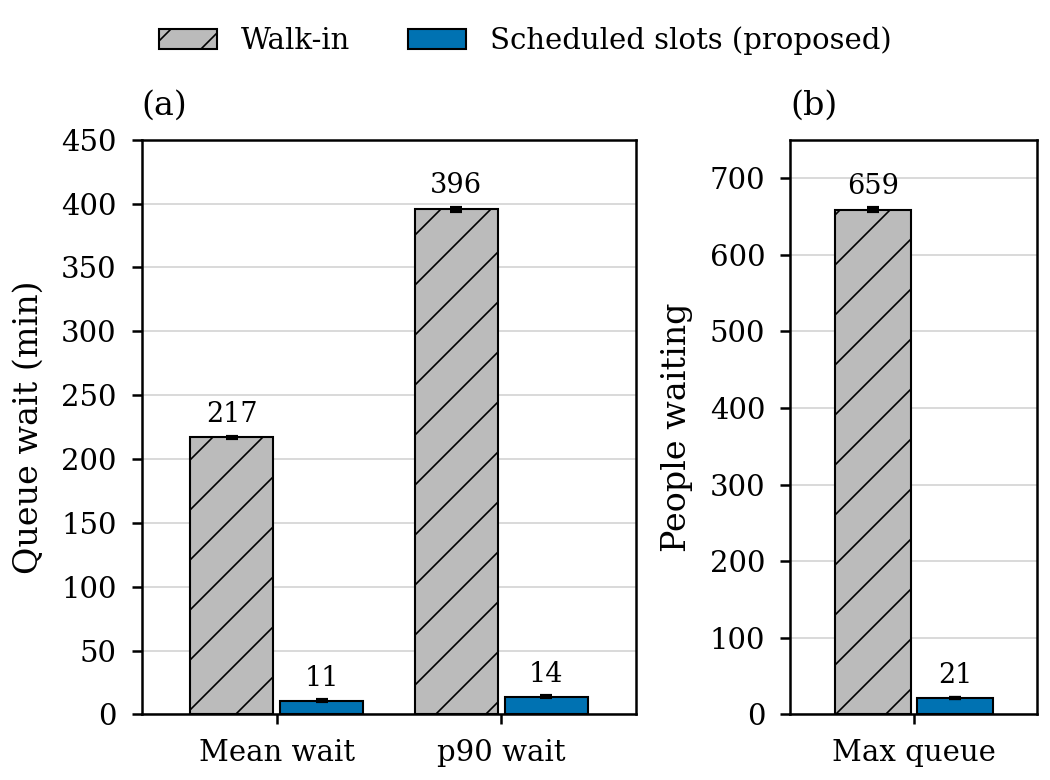 Walk-in
Scheduled slots (proposed)
(a)
Queue wait (min)
450
400
350
300
250
200
150
100
50
0
217
11
396
14
Mean wait
p90 wait
(b)
People waiting
700
600
500
400
300
200
100
0
659
21
Max queue